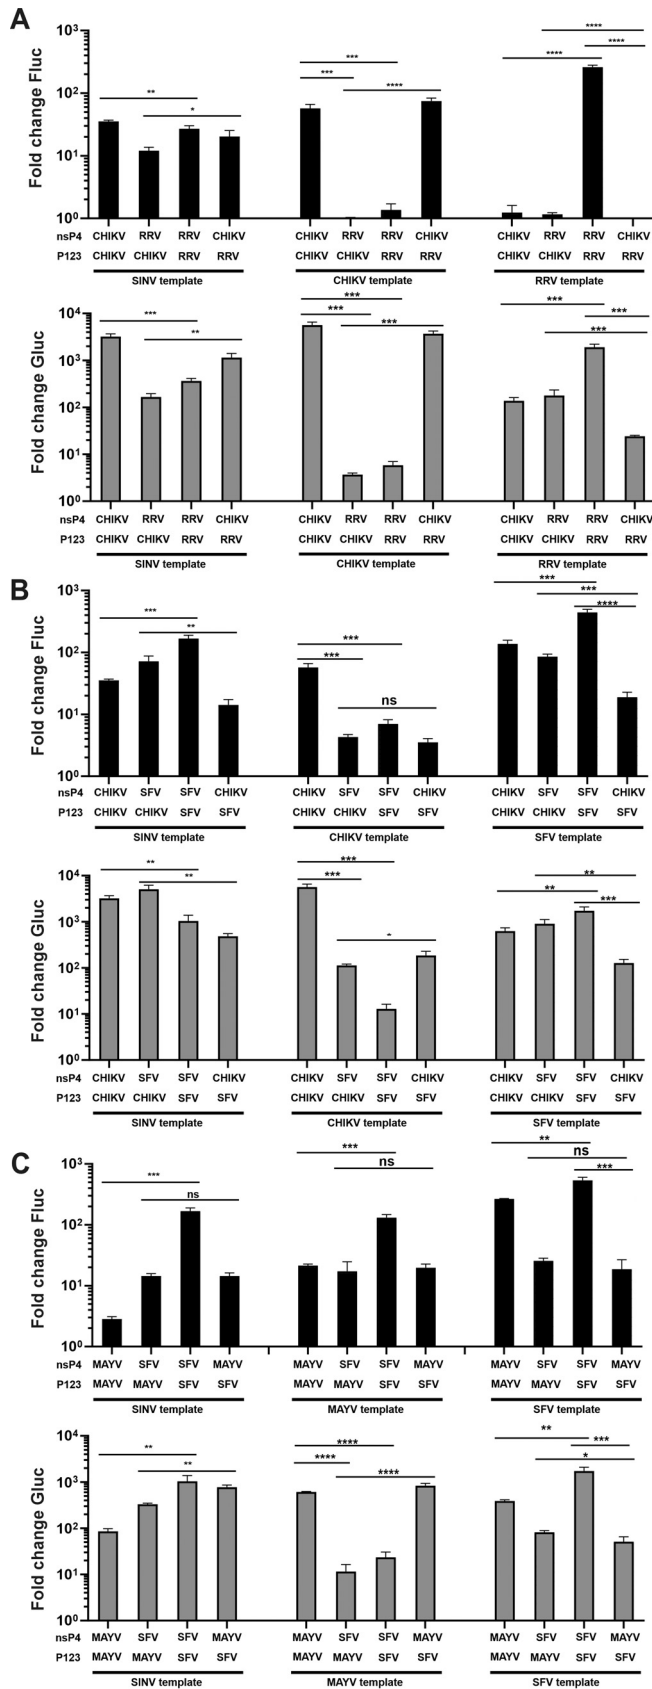 A
Fold change Fluc
10³
10²
10¹
10⁰
** * *** *** **** **** **** ****
nsP4 CHIKV RRV RRV CHIKV CHIKV RRV RRV CHIKV CHIKV RRV RRV CHIKV
P123 CHIKV CHIKV RRV RRV CHIKV CHIKV RRV RRV CHIKV CHIKV RRV RRV
SINV template CHIKV template RRV template
Fold change Gluc
10⁴
10³
10²
10¹
10⁰
*** ** *** *** *** *** *** ***
nsP4 CHIKV RRV RRV CHIKV CHIKV RRV RRV CHIKV CHIKV RRV RRV CHIKV
P123 CHIKV CHIKV RRV RRV CHIKV CHIKV RRV RRV CHIKV CHIKV RRV RRV
SINV template CHIKV template RRV template
B
Fold change Fluc
10³
10²
10¹
10⁰
*** ** *** *** ns *** *** ****
nsP4 CHIKV SFV SFV CHIKV CHIKV SFV SFV CHIKV CHIKV SFV SFV CHIKV
P123 CHIKV CHIKV SFV SFV CHIKV CHIKV SFV SFV CHIKV CHIKV SFV SFV
SINV template CHIKV template SFV template
Fold change Gluc
10⁴
10³
10²
10¹
10⁰
** ** *** *** * ** ** ***
nsP4 CHIKV SFV SFV CHIKV CHIKV SFV SFV CHIKV CHIKV SFV SFV CHIKV
P123 CHIKV CHIKV SFV SFV CHIKV CHIKV SFV SFV CHIKV CHIKV SFV SFV
SINV template CHIKV template SFV template
C
Fold change Fluc
10³
10²
10¹
10⁰
*** ns *** ns ** ns ***
nsP4 MAYV SFV SFV MAYV MAYV SFV SFV MAYV MAYV SFV SFV MAYV
P123 MAYV MAYV SFV SFV MAYV MAYV SFV SFV MAYV MAYV SFV SFV
SINV template MAYV template SFV template
Fold change Gluc
10⁴
10³
10²
10¹
10⁰
** ** **** **** **** ** *** *
nsP4 MAYV SFV SFV MAYV MAYV SFV SFV MAYV MAYV SFV SFV MAYV
P123 MAYV MAYV SFV SFV MAYV MAYV SFV SFV MAYV MAYV SFV SFV
SINV template MAYV template SFV template